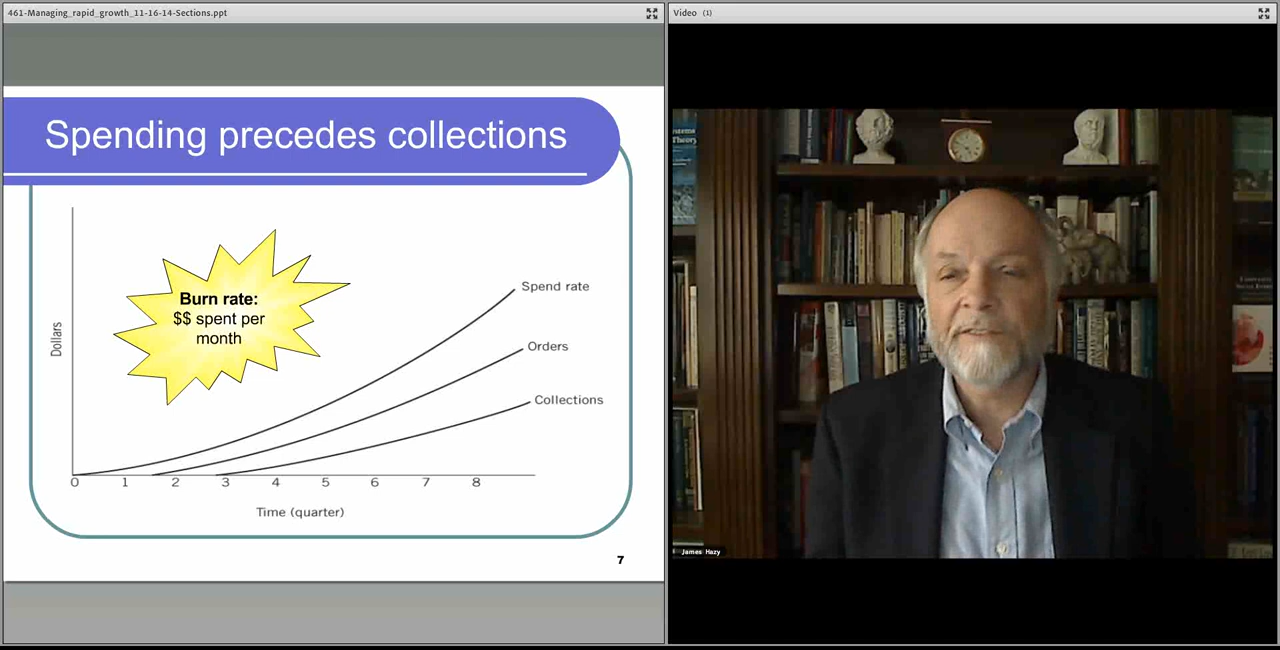 461-Managing_rapid_growth_11-16-14-Sections.ppt
Video (1)
Spending precedes collections
Burn rate:
$$ spent per
month
Dollars
Spend rate
Orders
Collections
0 1 2 3 4 5 6 7 8
Time (quarter)
7
Theory
James Hazy